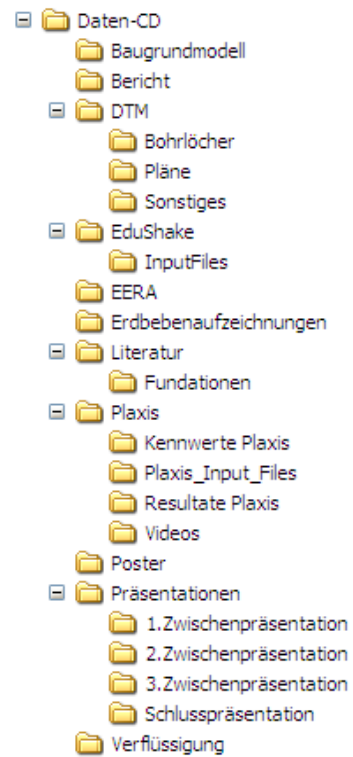 Daten-CD
Baugrundmodell
Bericht
DTM
Bohrlöcher
Pläne
Sonstiges
EduShake
InputFiles
EERA
Erdbebenaufzeichnungen
Literatur
Fundationen
Plaxis
Kennwerte Plaxis
Plaxis_Input_Files
Resultate Plaxis
Videos
Poster
Präsentationen
1.Zwischenpräsentation
2.Zwischenpräsentation
3.Zwischenpräsentation
Schlusspräsentation
Verflüssigung